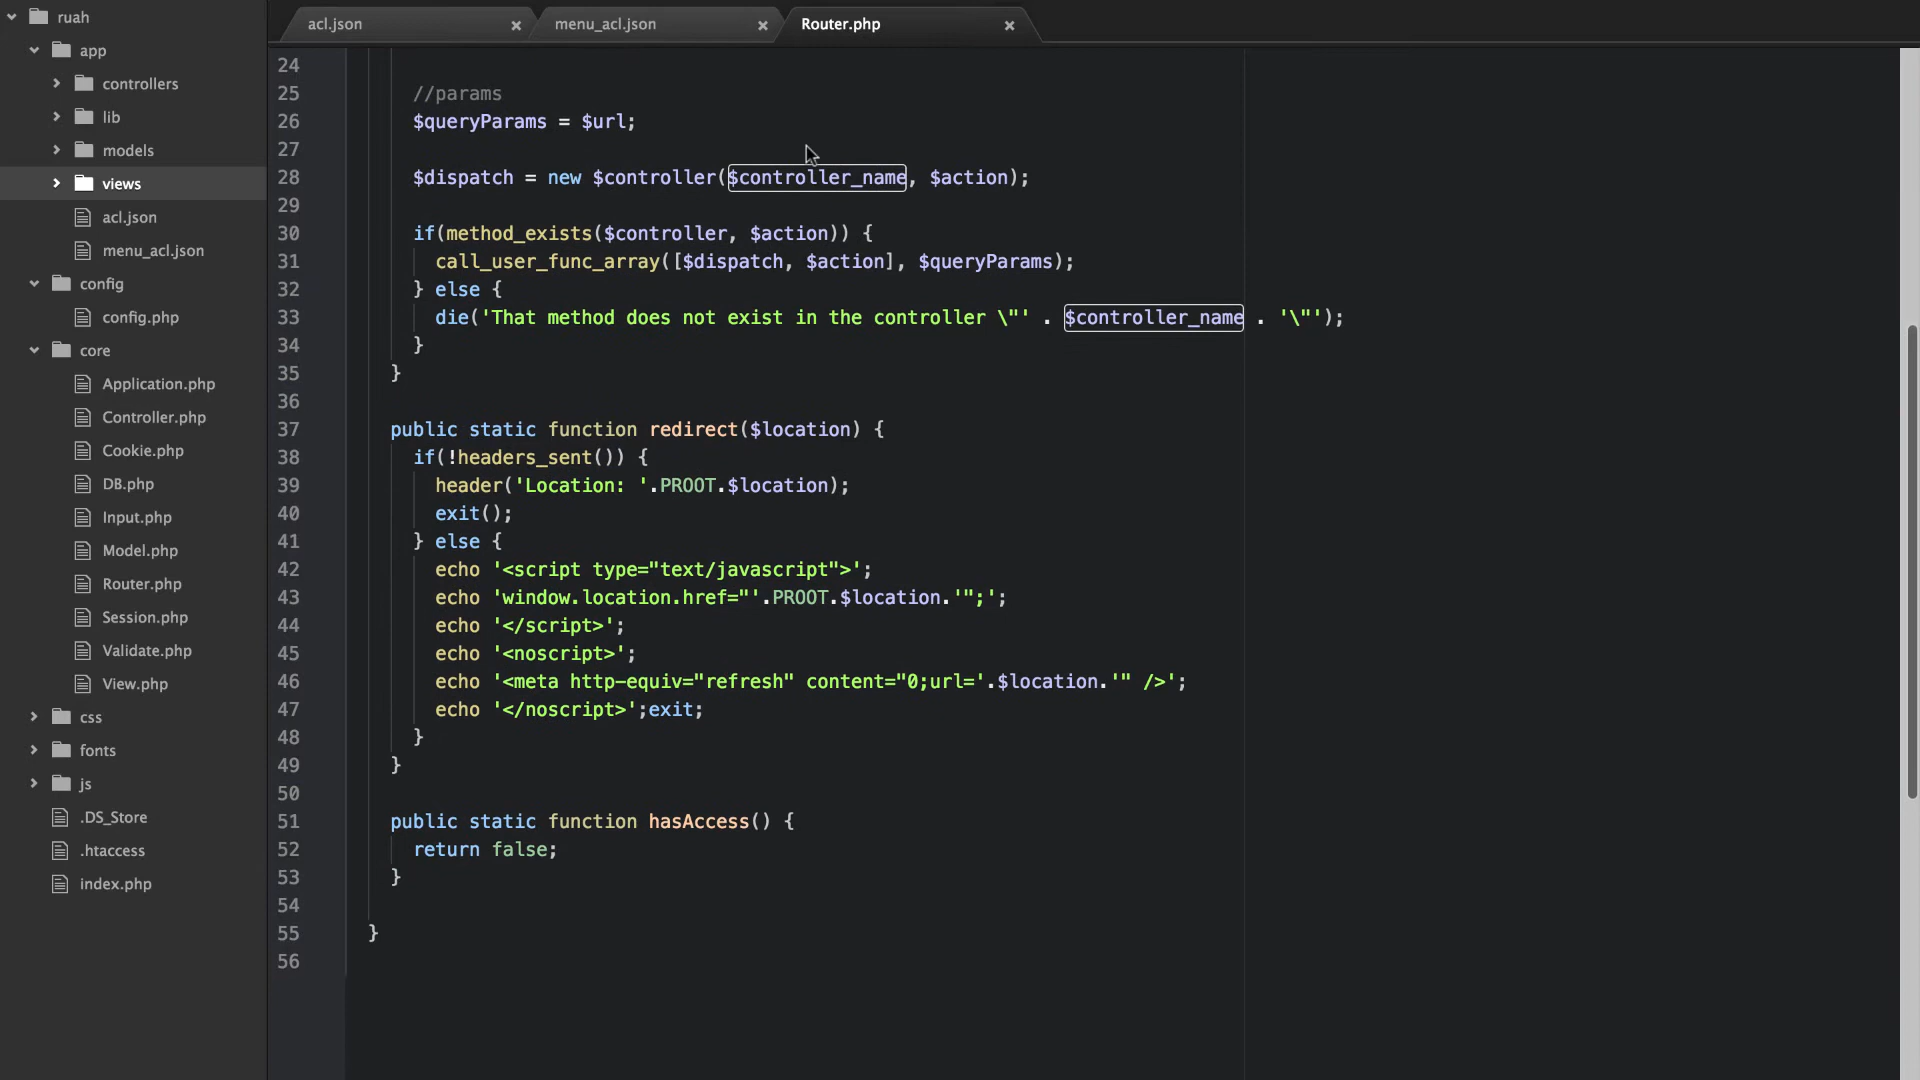 ruah
app
controllers
lib
models
views
acl.json
menu_acl.json
config
config.php
core
Application.php
Controller.php
Cookie.php
DB.php
Input.php
Model.php
Router.php
Session.php
Validate.php
View.php
css
fonts
js
.DS_Store
.htaccess
index.php
acl.json × menu_acl.json × Router.php ×
24
25 //params
26 $queryParams = $url;
27
28 $dispatch = new $controller($controller_name, $action);
29
30 if(method_exists($controller, $action)) {
31 call_user_func_array([$dispatch, $action], $queryParams);
32 } else {
33 die('That method does not exist in the controller \"' . $controller_name . '\"');
34 }
35 }
36
37 public static function redirect($location) {
38 if(!headers_sent()) {
39 header('Location: '.PROOT.$location);
40 exit();
41 } else {
42 echo '<script type="text/javascript">';
43 echo 'window.location.href="'.PROOT.$location.'";';
44 echo '</script>';
45 echo '<noscript>';
46 echo '<meta http-equiv="refresh" content="0;url='.$location.'" />';
47 echo '</noscript>';exit;
48 }
49 }
50
51 public static function hasAccess() {
52 return false;
53 }
54
55 }
56